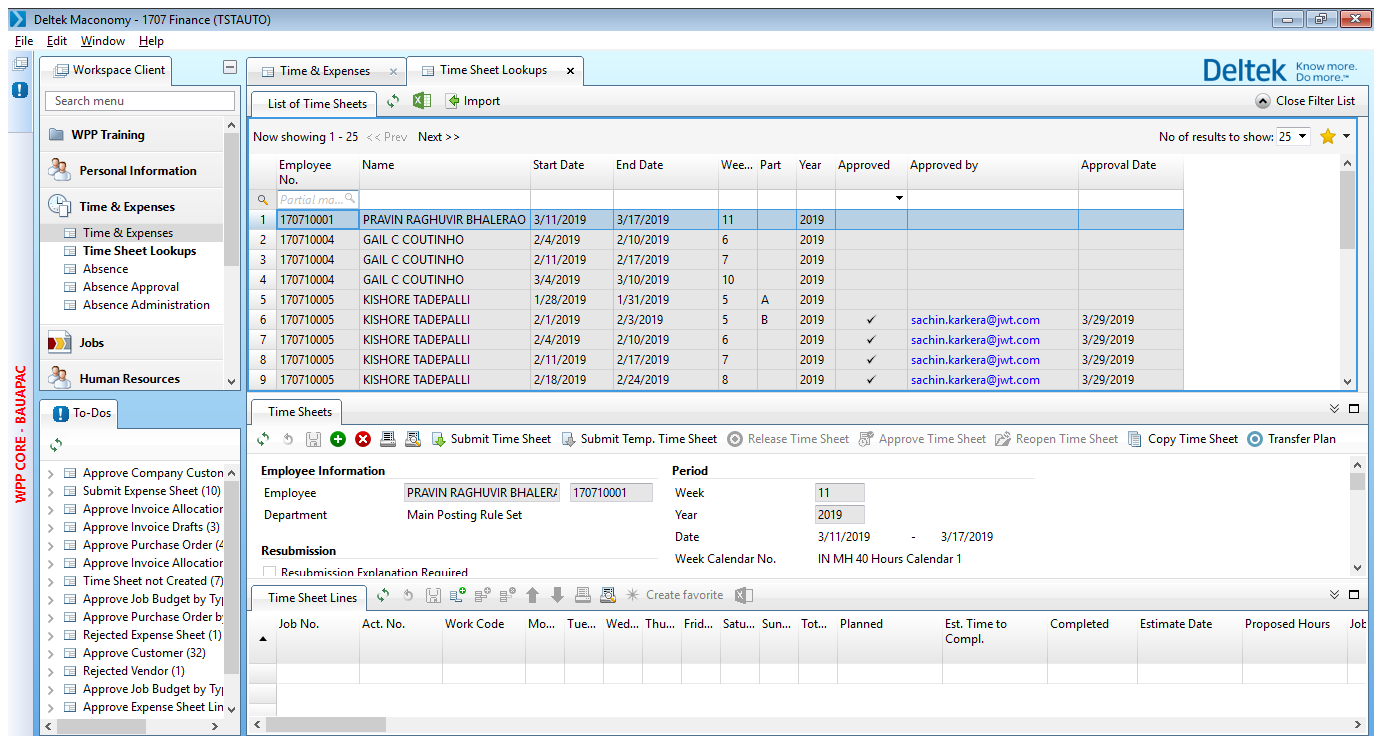 Deltek Maconomy - 1707 Finance (TSTAUTO)
File Edit Window Help
Workspace Client
Time & Expenses
Time Sheet Lookups
Deltek Know more. Do more.™
Search menu
List of Time Sheets
Import
Close Filter List
WPP Training
Personal Information
Time & Expenses
Time & Expenses
Time Sheet Lookups
Absence
Absence Approval
Absence Administration
Jobs
Human Resources
WPP CORE - BAUAPAC
Now showing 1 - 25 << Prev Next >>
No of results to show: 25
Employee No. Name Start Date End Date Wee... Part Year Approved Approved by Approval Date
Partial ma...
1 170710001 PRAVIN RAGHUVIR BHALERAO 3/11/2019 3/17/2019 11 2019
2 170710004 GAIL C COUTINHO 2/4/2019 2/10/2019 6 2019
3 170710004 GAIL C COUTINHO 2/11/2019 2/17/2019 7 2019
4 170710004 GAIL C COUTINHO 3/4/2019 3/10/2019 10 2019
5 170710005 KISHORE TADEPALLI 1/28/2019 1/31/2019 5 A 2019
6 170710005 KISHORE TADEPALLI 2/1/2019 2/3/2019 5 B 2019 ✓ sachin.karkera@jwt.com 3/29/2019
7 170710005 KISHORE TADEPALLI 2/4/2019 2/10/2019 6 2019 ✓ sachin.karkera@jwt.com 3/29/2019
8 170710005 KISHORE TADEPALLI 2/11/2019 2/17/2019 7 2019 ✓ sachin.karkera@jwt.com 3/29/2019
9 170710005 KISHORE TADEPALLI 2/18/2019 2/24/2019 8 2019 ✓ sachin.karkera@jwt.com 3/29/2019
To-Dos
Approve Company Custon
Submit Expense Sheet (10)
Approve Invoice Allocation
Approve Invoice Drafts (3)
Approve Purchase Order (4
Approve Invoice Allocation
Time Sheet not Created (7)
Approve Job Budget by Typ
Approve Purchase Order by
Rejected Expense Sheet (1)
Approve Customer (32)
Rejected Vendor (1)
Approve Job Budget by Typ
Approve Expense Sheet Lin
Time Sheets
Submit Time Sheet Submit Temp. Time Sheet Release Time Sheet Approve Time Sheet Reopen Time Sheet Copy Time Sheet Transfer Plan
Employee Information
Employee PRAVIN RAGHUVIR BHALERA 170710001
Department Main Posting Rule Set
Resubmission
Resubmission Explanation Required
Period
Week 11
Year 2019
Date 3/11/2019 - 3/17/2019
Week Calendar No. IN MH 40 Hours Calendar 1
Time Sheet Lines
Create favorite
Job No. Act. No. Work Code Mo... Tue... Wed... Thu... Frid... Satu... Sun... Tot... Planned Est. Time to Compl. Completed Estimate Date Proposed Hours Job